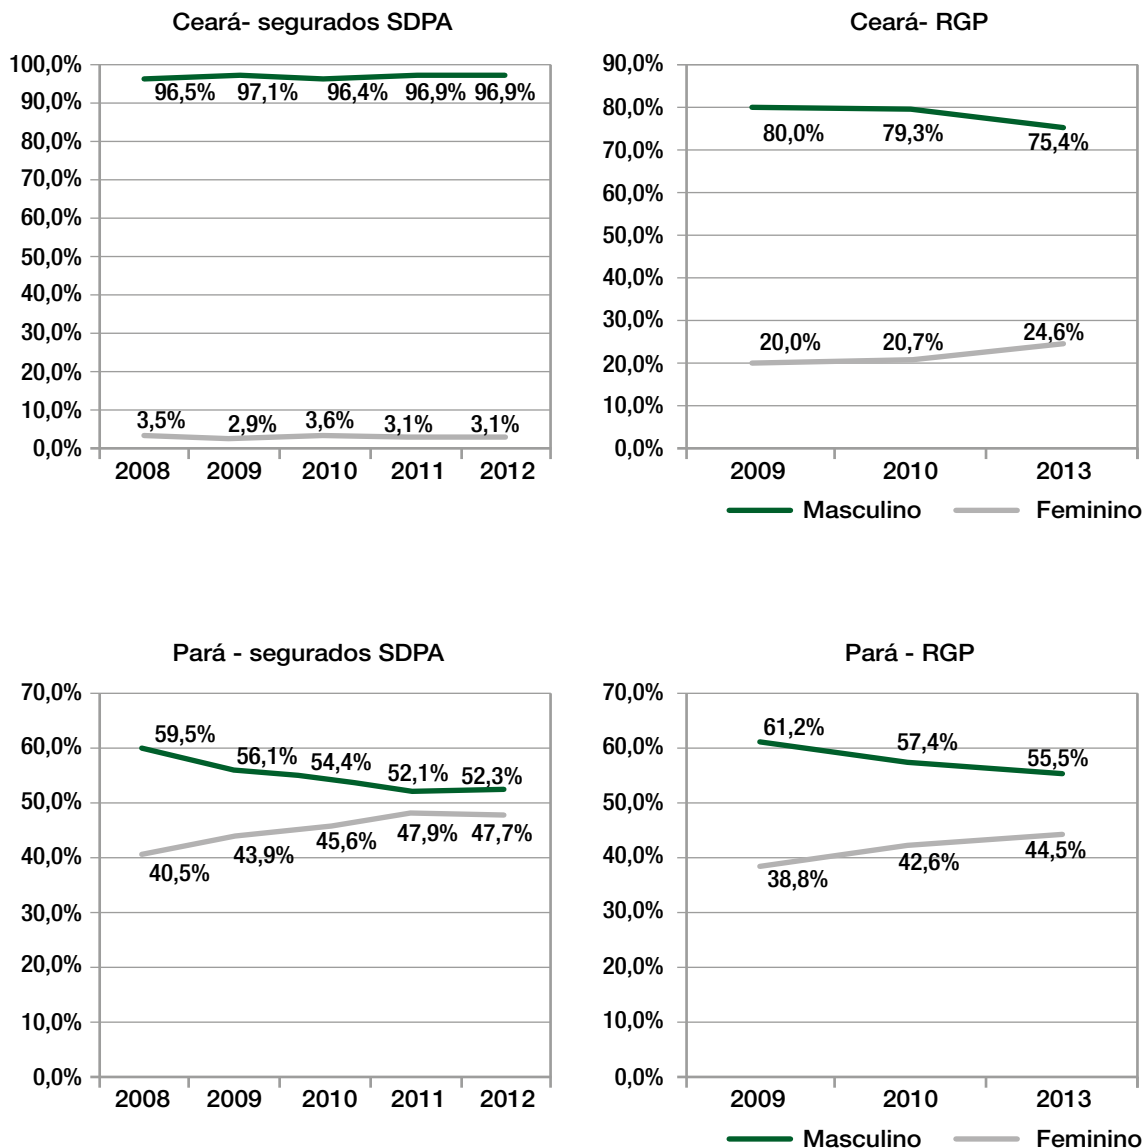 Ceará- segurados SDPA
100,0%
90,0%
80,0%
70,0%
60,0%
50,0%
40,0%
30,0%
20,0%
10,0%
0,0%
96,5% 97,1% 96,4% 96,9% 96,9%
3,5% 2,9% 3,6% 3,1% 3,1%
2008 2009 2010 2011 2012
Ceará- RGP
90,0%
80,0%
70,0%
60,0%
50,0%
40,0%
30,0%
20,0%
10,0%
0,0%
80,0% 79,3% 75,4%
20,0% 20,7% 24,6%
2009 2010 2013
Masculino Feminino
Pará - segurados SDPA
70,0%
60,0%
50,0%
40,0%
30,0%
20,0%
10,0%
0,0%
59,5% 56,1% 54,4% 52,1% 52,3%
40,5% 43,9% 45,6% 47,9% 47,7%
2008 2009 2010 2011 2012
Pará - RGP
70,0%
60,0%
50,0%
40,0%
30,0%
20,0%
10,0%
0,0%
61,2% 57,4% 55,5%
38,8% 42,6% 44,5%
2009 2010 2013
Masculino Feminino